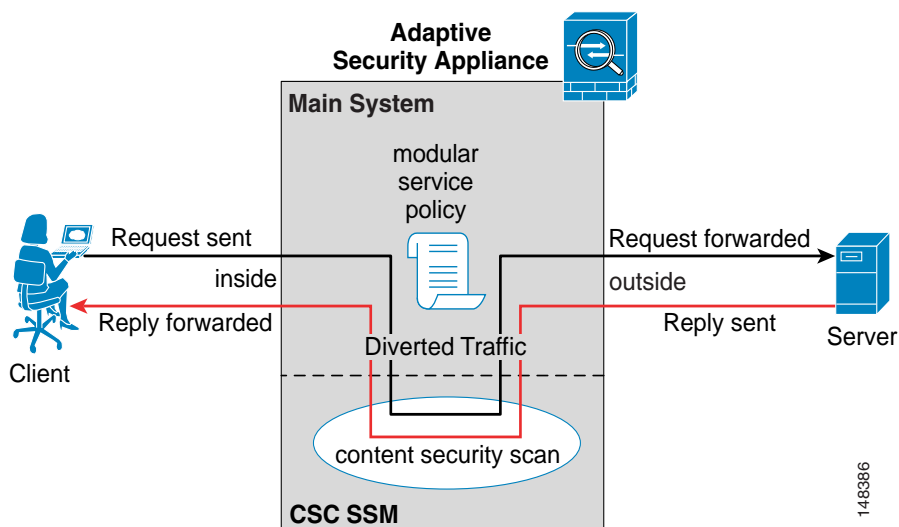 Adaptive
Security Appliance
Main System
modular
service
policy
Request sent
Request forwarded
inside
outside
Reply forwarded
Reply sent
Diverted Traffic
Client
Server
content security scan
CSC SSM
148386